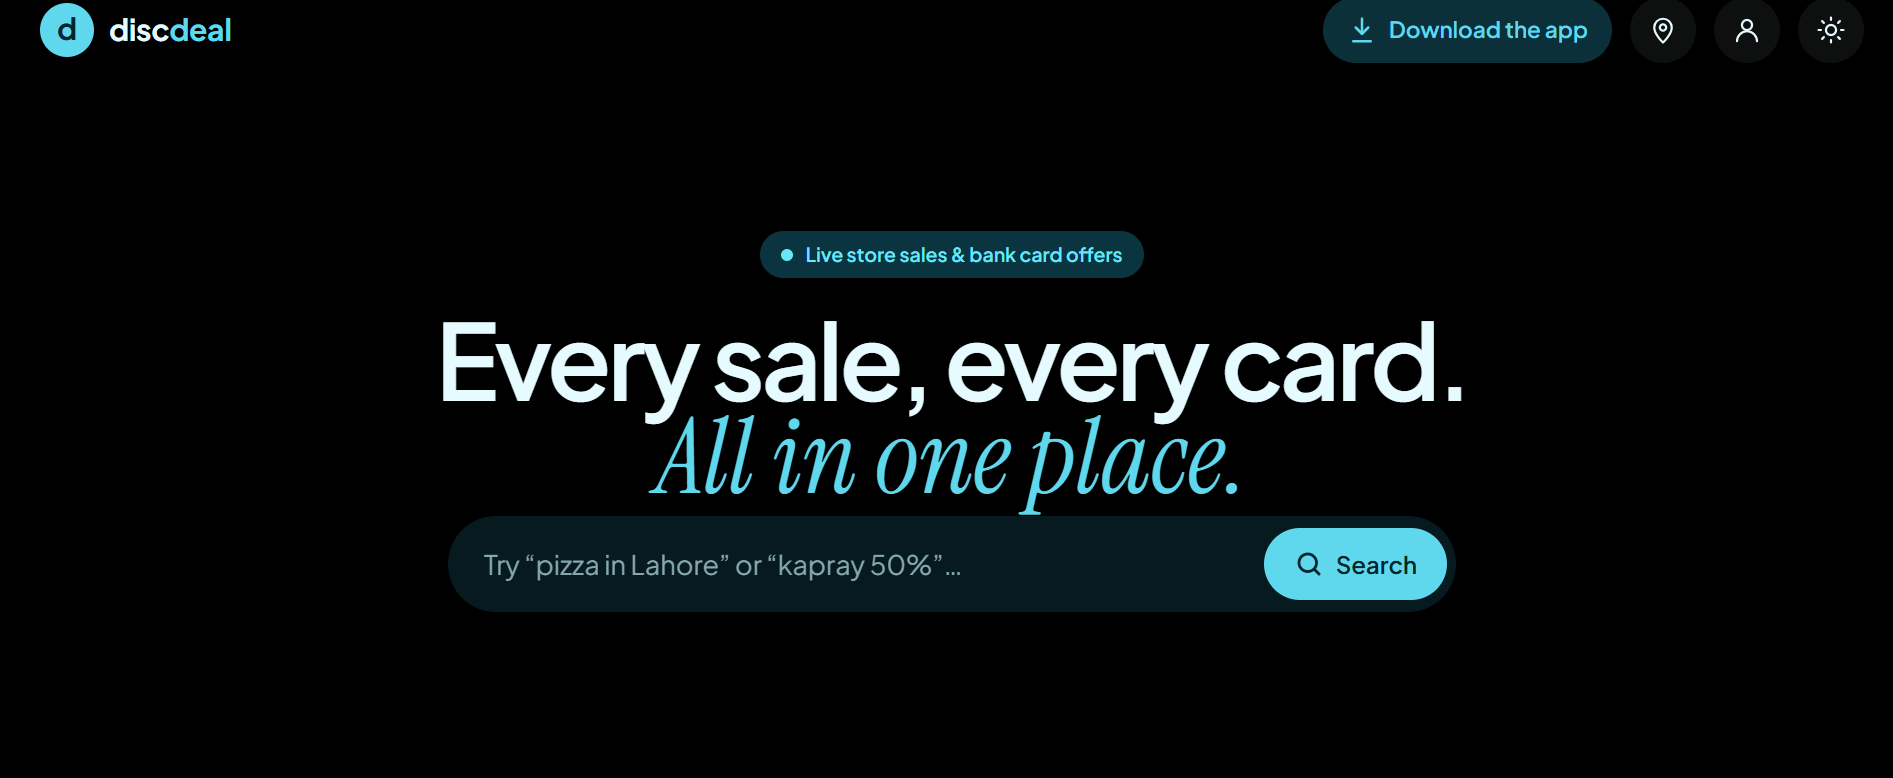 d discdeal
Download the app
Live store sales & bank card offers
Every sale, every card.
All in one place.
Try “pizza in Lahore” or “kapray 50%”...
Search